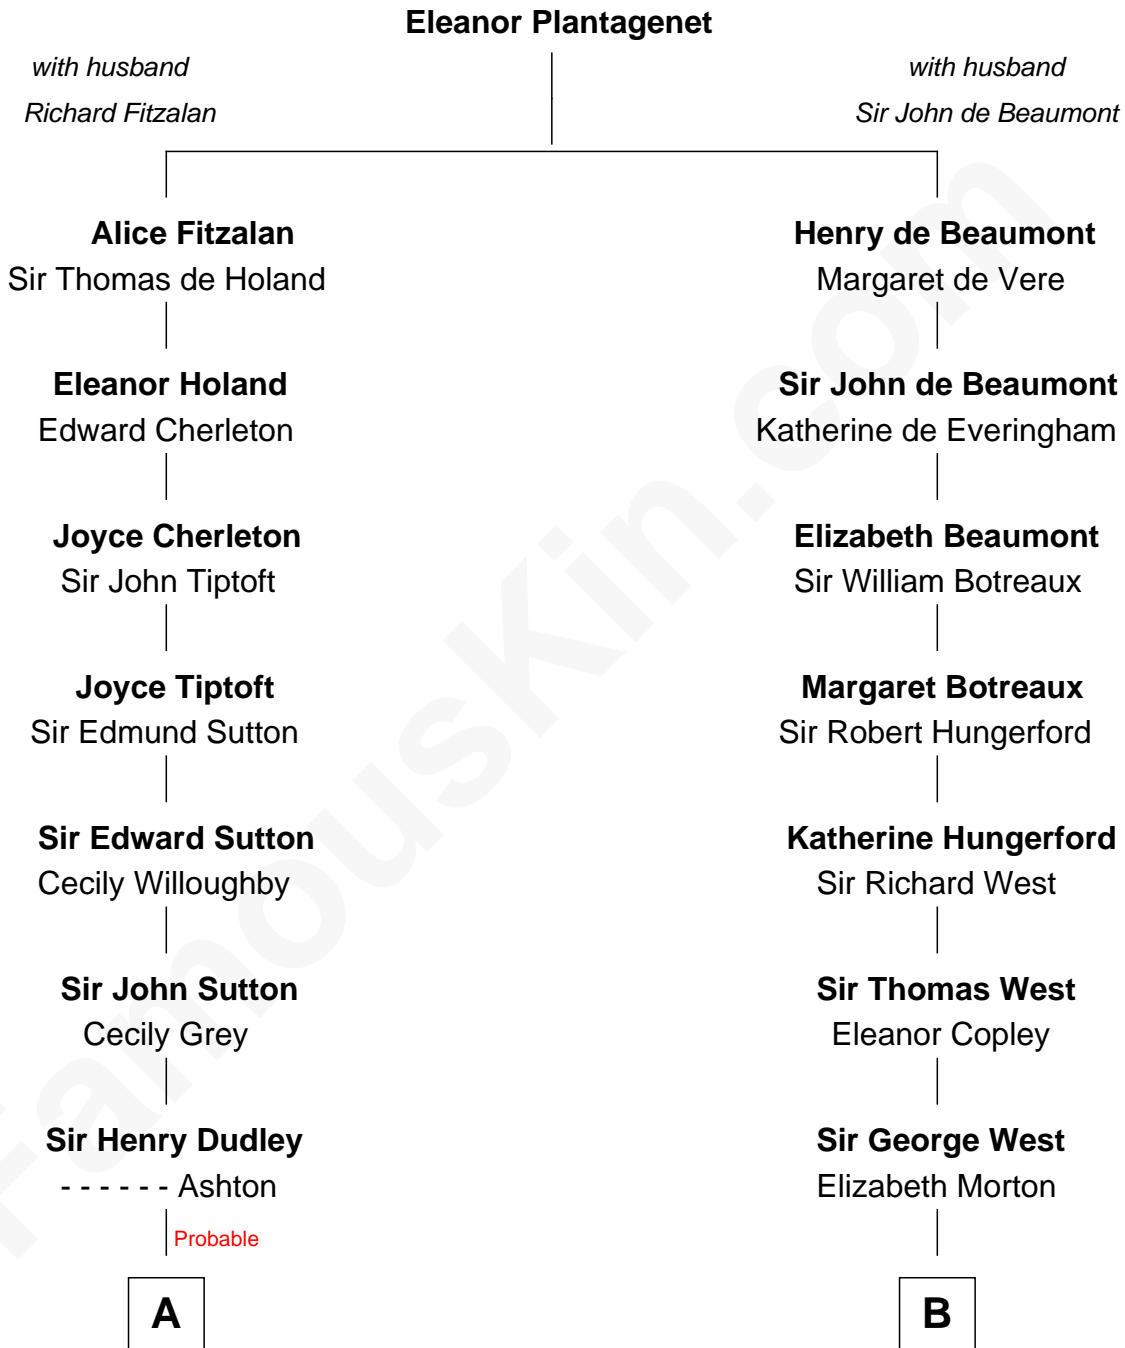 Eleanor Plantagenet
with husband
Richard Fitzalan
with husband
Sir John de Beaumont
Alice Fitzalan
Sir Thomas de Holand
Henry de Beaumont
Margaret de Vere
Eleanor Holand
Edward Cherleton
Sir John de Beaumont
Katherine de Everingham
Joyce Cherleton
Sir John Tiptoft
Elizabeth Beaumont
Sir William Botreaux
Joyce Tiptoft
Sir Edmund Sutton
Margaret Botreaux
Sir Robert Hungerford
Sir Edward Sutton
Cecily Willoughby
Katherine Hungerford
Sir Richard West
Sir John Sutton
Cecily Grey
Sir Thomas West
Eleanor Copley
Sir Henry Dudley
- - - - - - Ashton
Probable
Sir George West
Elizabeth Morton
A
B
FamousKin.com